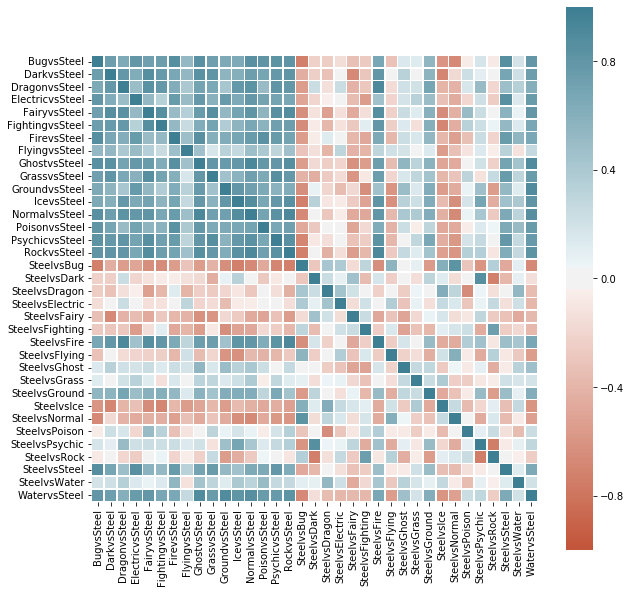 BugvsSteel
DarkvsSteel
DragonvsSteel
ElectricvsSteel
FairyvsSteel
FightingvsSteel
FirevsSteel
FlyingvsSteel
GhostvsSteel
GrassvsSteel
GroundvsSteel
IcevsSteel
NormalvsSteel
PoisonvsSteel
PsychicvsSteel
RockvsSteel
SteelvsBug
SteelvsDark
SteelvsDragon
SteelvsElectric
SteelvsFairy
SteelvsFighting
SteelvsFire
SteelvsFlying
SteelvsGhost
SteelvsGrass
SteelvsGround
SteelvsIce
SteelvsNormal
SteelvsPoison
SteelvsPsychic
SteelvsRock
SteelvsSteel
SteelvsWater
WatervsSteel
BugvsSteel
DarkvsSteel
DragonvsSteel
ElectricvsSteel
FairyvsSteel
FightingvsSteel
FirevsSteel
FlyingvsSteel
GhostvsSteel
GrassvsSteel
GroundvsSteel
IcevsSteel
NormalvsSteel
PoisonvsSteel
PsychicvsSteel
RockvsSteel
SteelvsBug
SteelvsDark
SteelvsDragon
SteelvsElectric
SteelvsFairy
SteelvsFighting
SteelvsFire
SteelvsFlying
SteelvsGhost
SteelvsGrass
SteelvsGround
SteelvsIce
SteelvsNormal
SteelvsPoison
SteelvsPsychic
SteelvsRock
SteelvsSteel
SteelvsWater
WatervsSteel
0.8
0.4
0.0
−0.4
−0.8